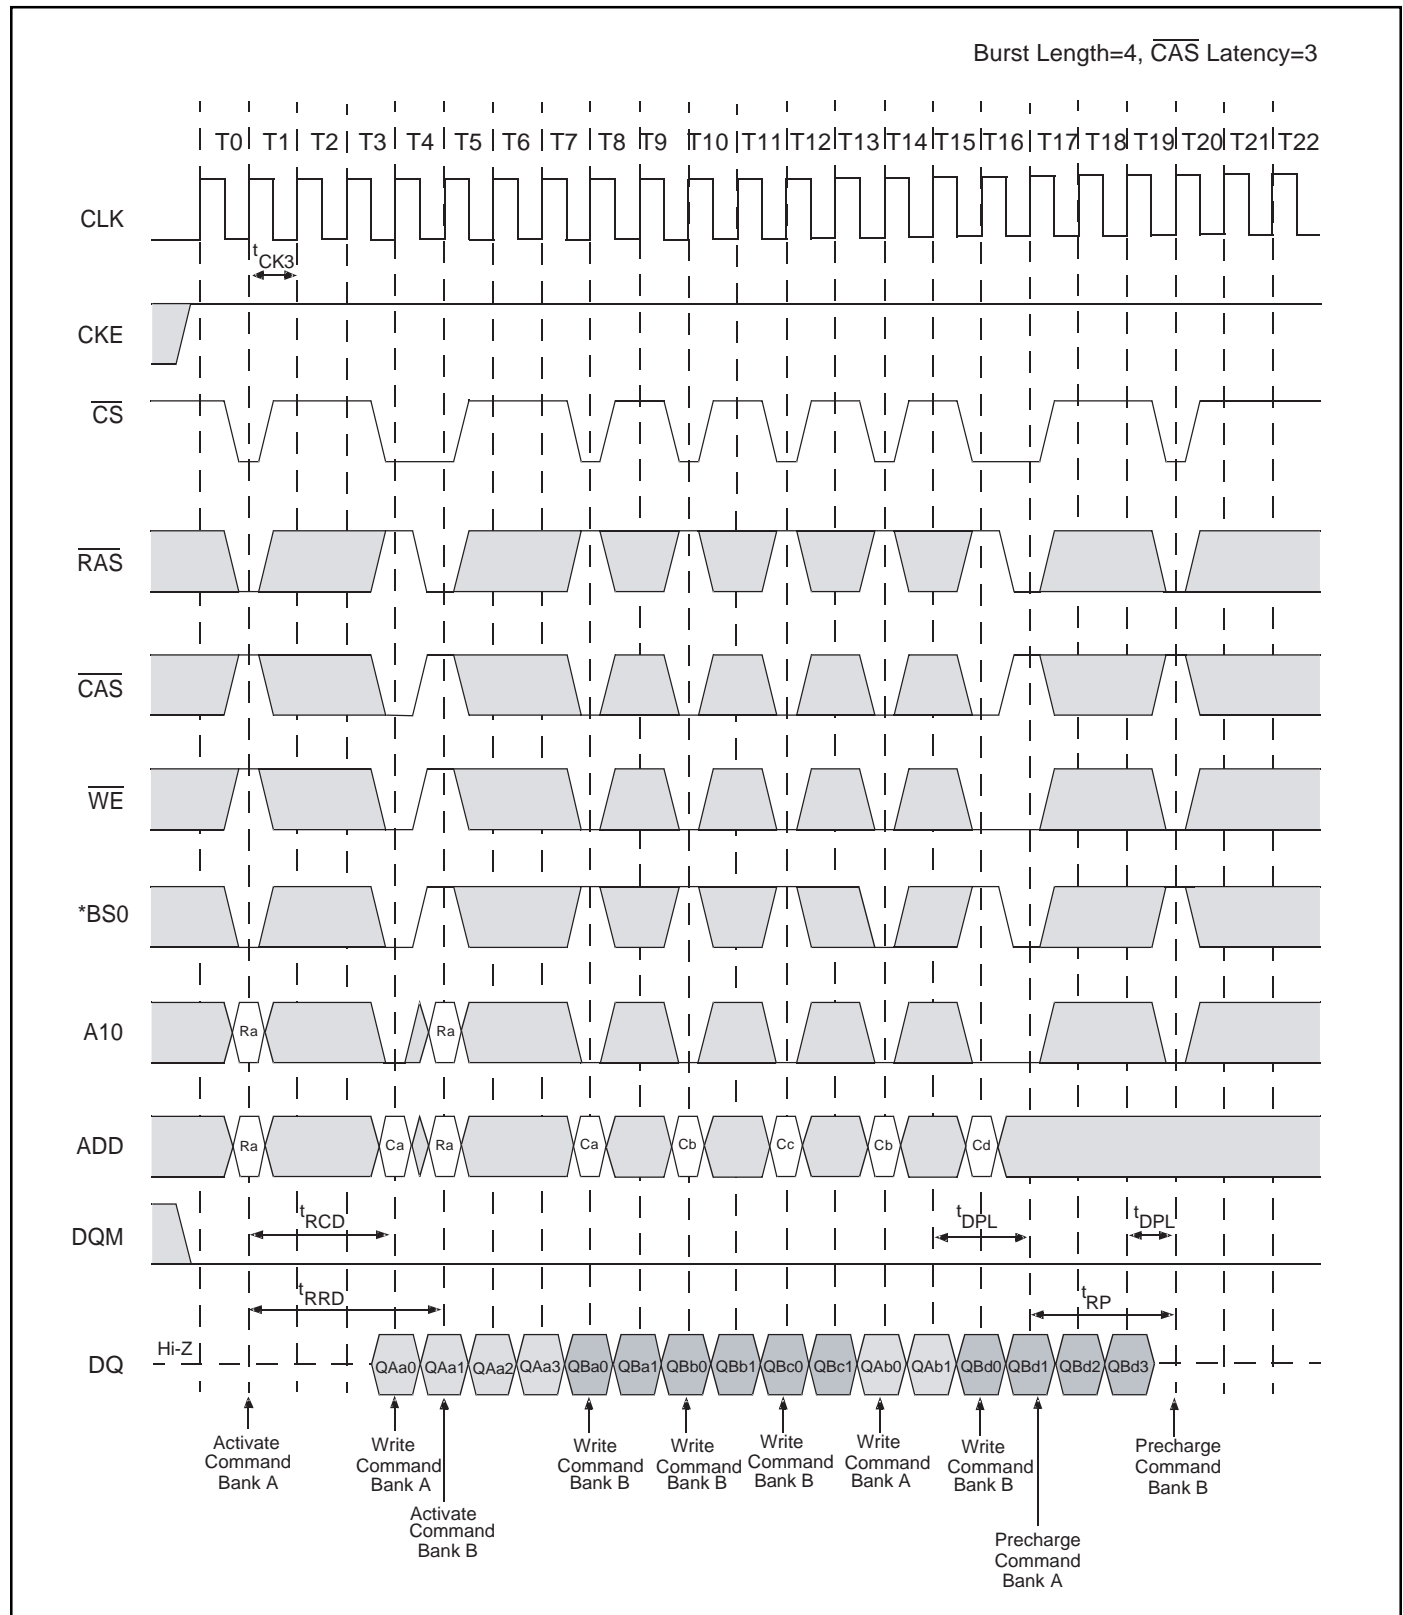 Burst Length=4, CAS Latency=3
T0 T1 T2 T3 T4 T5 T6 T7 T8 T9 T10 T11 T12 T13 T14 T15 T16 T17 T18 T19 T20 T21 T22
CLK
tCK3
CKE
CS
RAS
CAS
WE
*BS0
A10
Ra Ra
ADD
Ra Ca Ra Ca Cb Cc Cb Cd
DQM
tRCD
tDPL
tDPL
tRRD
tRP
DQ
Hi-Z
QAa0 QAa1 QAa2 QAa3 QBa0 QBa1 QBb0 QBb1 QBc0 QBc1 QAb0 QAb1 QBd0 QBd1 QBd2 QBd3
Activate
Command
Bank A
Write
Command
Bank A
Activate
Command
Bank B
Write
Command
Bank B
Write
Command
Bank B
Write
Command
Bank B
Write
Command
Bank A
Write
Command
Bank B
Precharge
Command
Bank A
Precharge
Command
Bank B